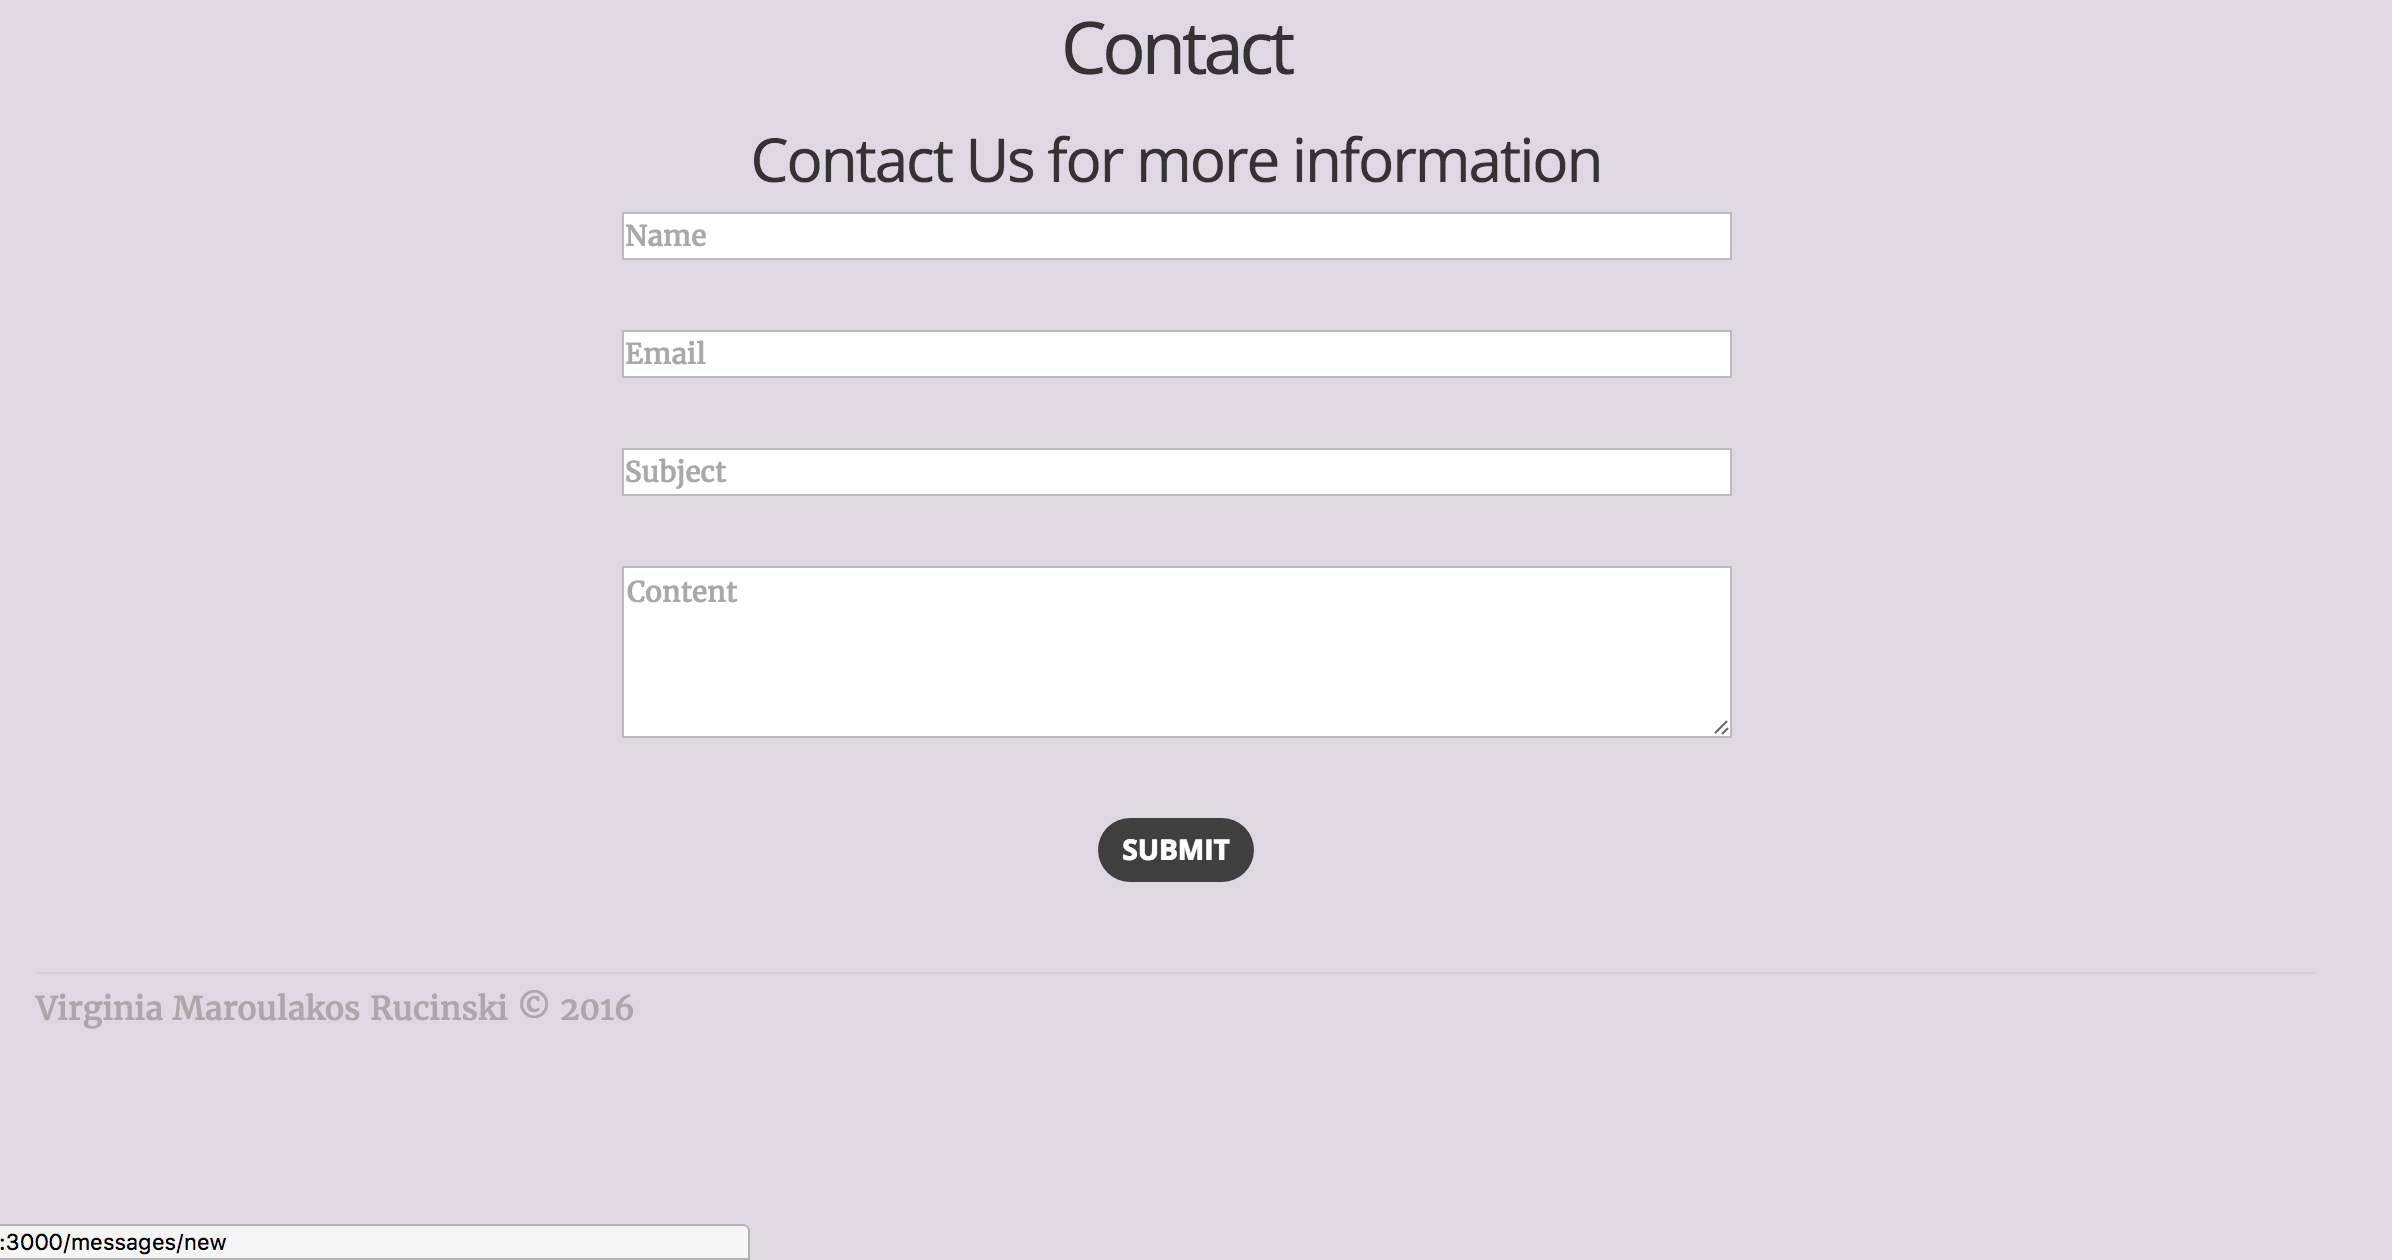 Contact
Contact Us for more information
Name
Email
Subject
Content
SUBMIT
Virginia Maroulakos Rucinski © 2016
:3000/messages/new